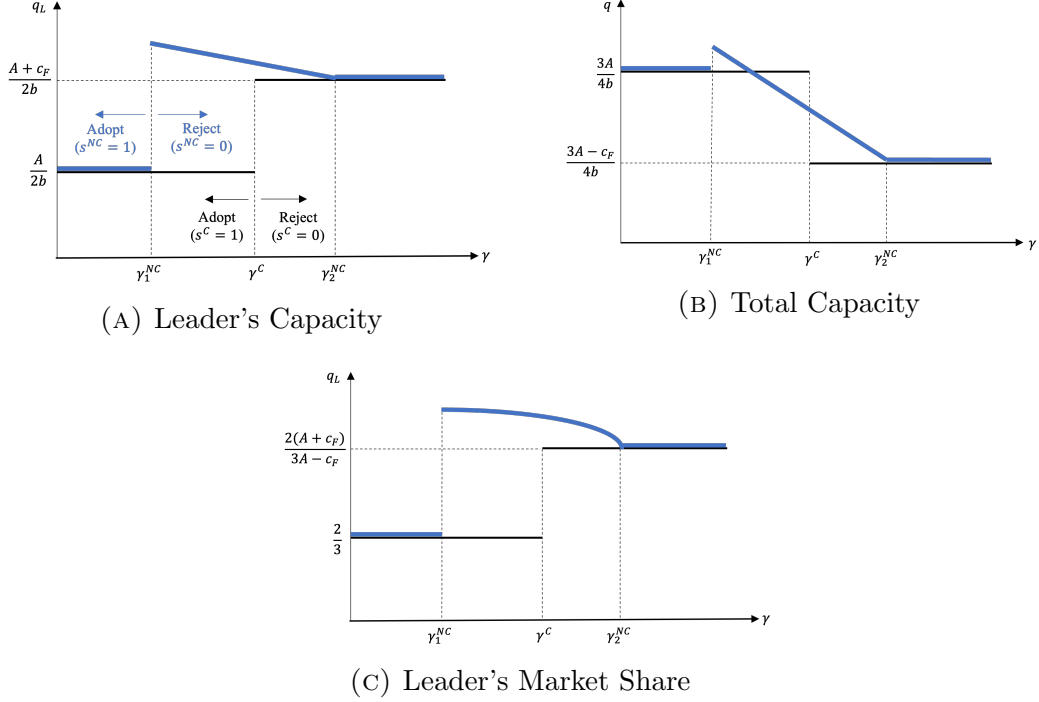 q_L
A + c_F
2b
Adopt Reject
(s^{NC} = 1) (s^{NC} = 0)
A
2b
Adopt Reject
(s^C = 1) (s^C = 0)
γ
γ_1^{NC} γ^C γ_2^{NC}
(A) Leader's Capacity
q
3A
4b
3A − c_F
4b
γ
γ_1^{NC} γ^C γ_2^{NC}
(B) Total Capacity
q_L
2(A + c_F)
3A − c_F
2
3
γ
γ_1^{NC} γ^C γ_2^{NC}
(C) Leader's Market Share